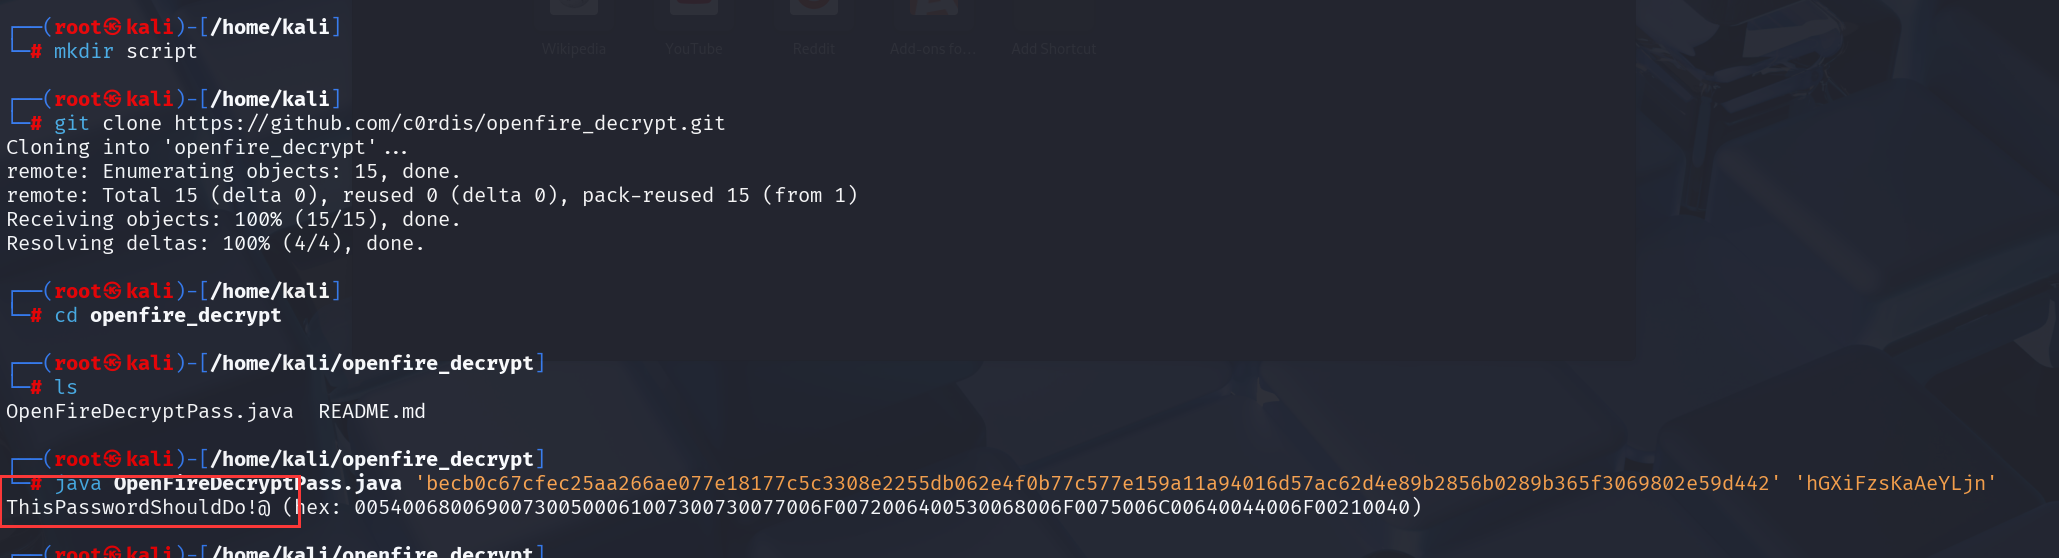 ┌──(root㉿kali)-[/home/kali]
└─# mkdir script
Wikipedia YouTube Reddit Add-ons fo… Add Shortcut
┌──(root㉿kali)-[/home/kali]
└─# git clone https://github.com/c0rdis/openfire_decrypt.git
Cloning into 'openfire_decrypt'...
remote: Enumerating objects: 15, done.
remote: Total 15 (delta 0), reused 0 (delta 0), pack-reused 15 (from 1)
Receiving objects: 100% (15/15), done.
Resolving deltas: 100% (4/4), done.
┌──(root㉿kali)-[/home/kali]
└─# cd openfire_decrypt
┌──(root㉿kali)-[/home/kali/openfire_decrypt]
└─# ls
OpenFireDecryptPass.java README.md
┌──(root㉿kali)-[/home/kali/openfire_decrypt]
└─# java OpenFireDecryptPass.java 'becb0c67cfec25aa266ae077e18177c5c3308e2255db062e4f0b77c577e159a11a94016d57ac62d4e89b2856b0289b365f3069802e59d442' 'hGXiFzsKaAeYLjn'
ThisPasswordShouldDo!@ (hex: 005400680069007300500061007300730077006F0072006400530068006F0075006C00640044006F00210040)
┌──(root㉿kali)-[/home/kali/openfire_decrypt]